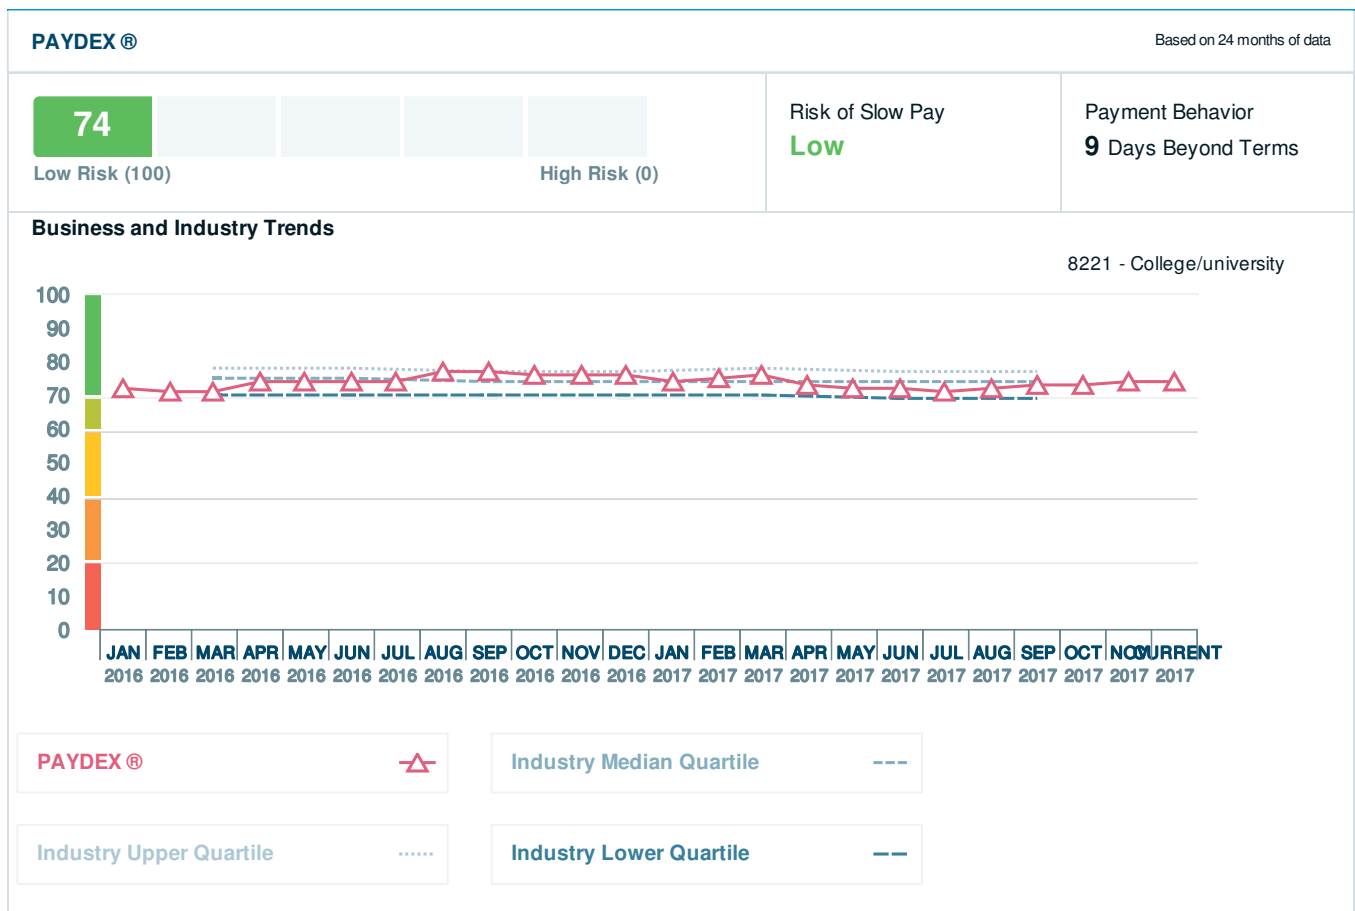 PAYDEX ®
Based on 24 months of data
74
Low Risk (100)
High Risk (0)
Risk of Slow Pay
Low
Payment Behavior
9 Days Beyond Terms
Business and Industry Trends
8221 - College/university
100
90
80
70
60
50
40
30
20
10
0
JAN FEB MAR APR MAY JUN JUL AUG SEP OCT NOV DEC JAN FEB MAR APR MAY JUN JUL AUG SEP OCT NOV CURRENT
2016 2016 2016 2016 2016 2016 2016 2016 2016 2016 2016 2016 2017 2017 2017 2017 2017 2017 2017 2017 2017 2017 2017 2017
PAYDEX ®
Industry Median Quartile
Industry Upper Quartile
Industry Lower Quartile